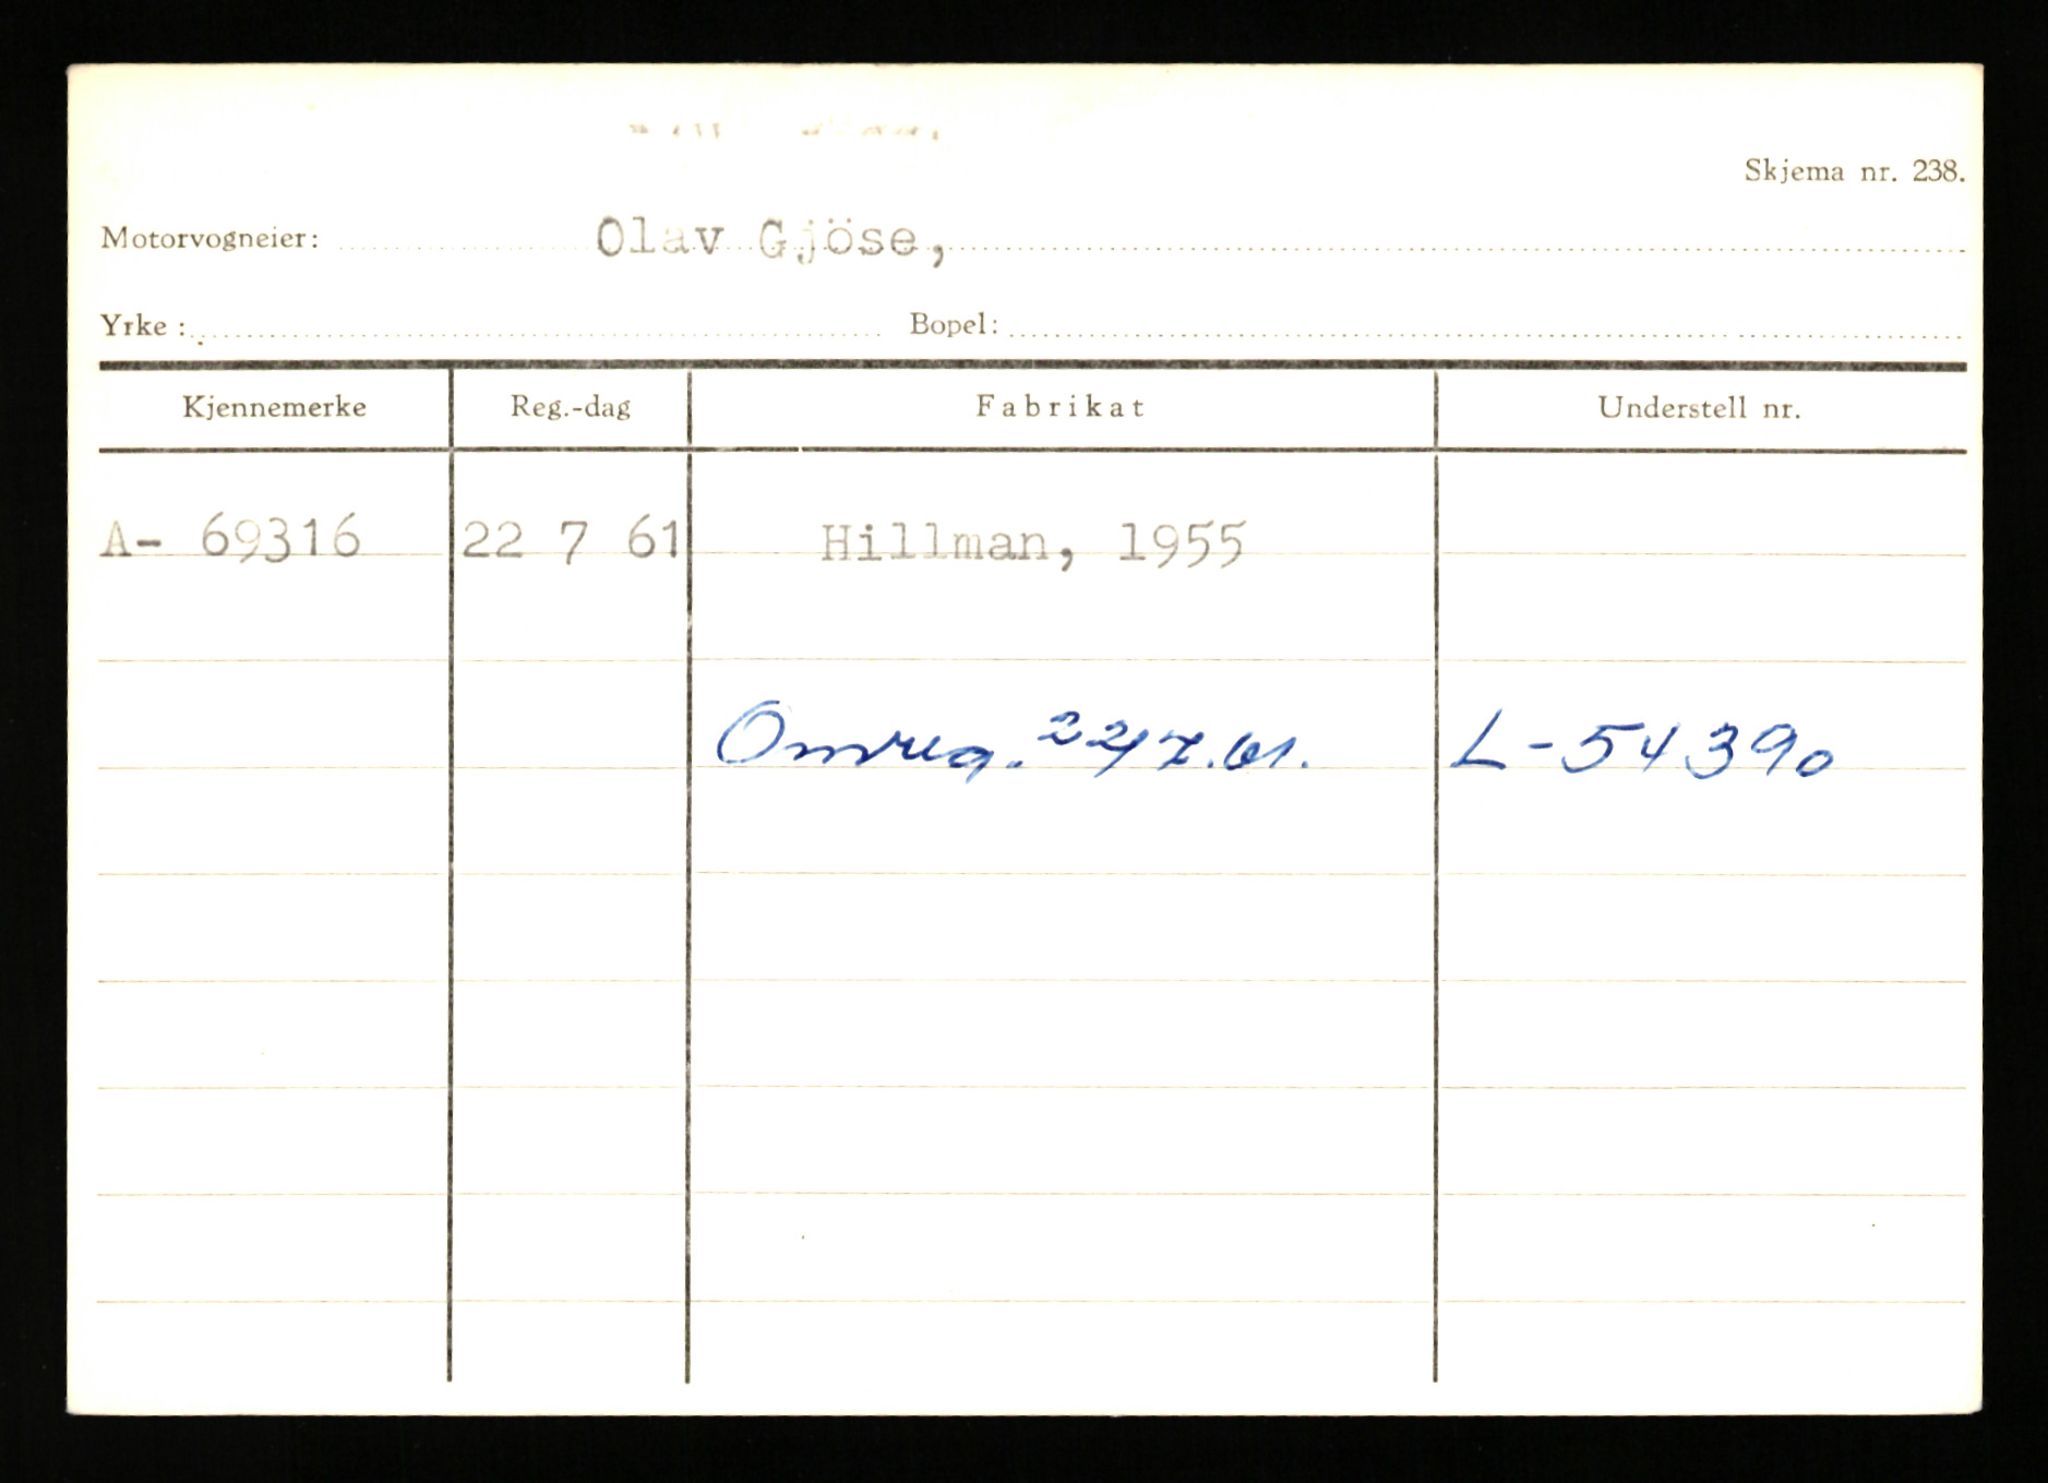 Skjema nr. 238.
Motorvogneier: Olav Gjöse,
Yrke: Bopel:
Kjennemerke Reg.-dag Fabrikat Understell nr.
A- 69316 22 7 61 Hillman, 1955
Omreg. 22/7.61. L-54390